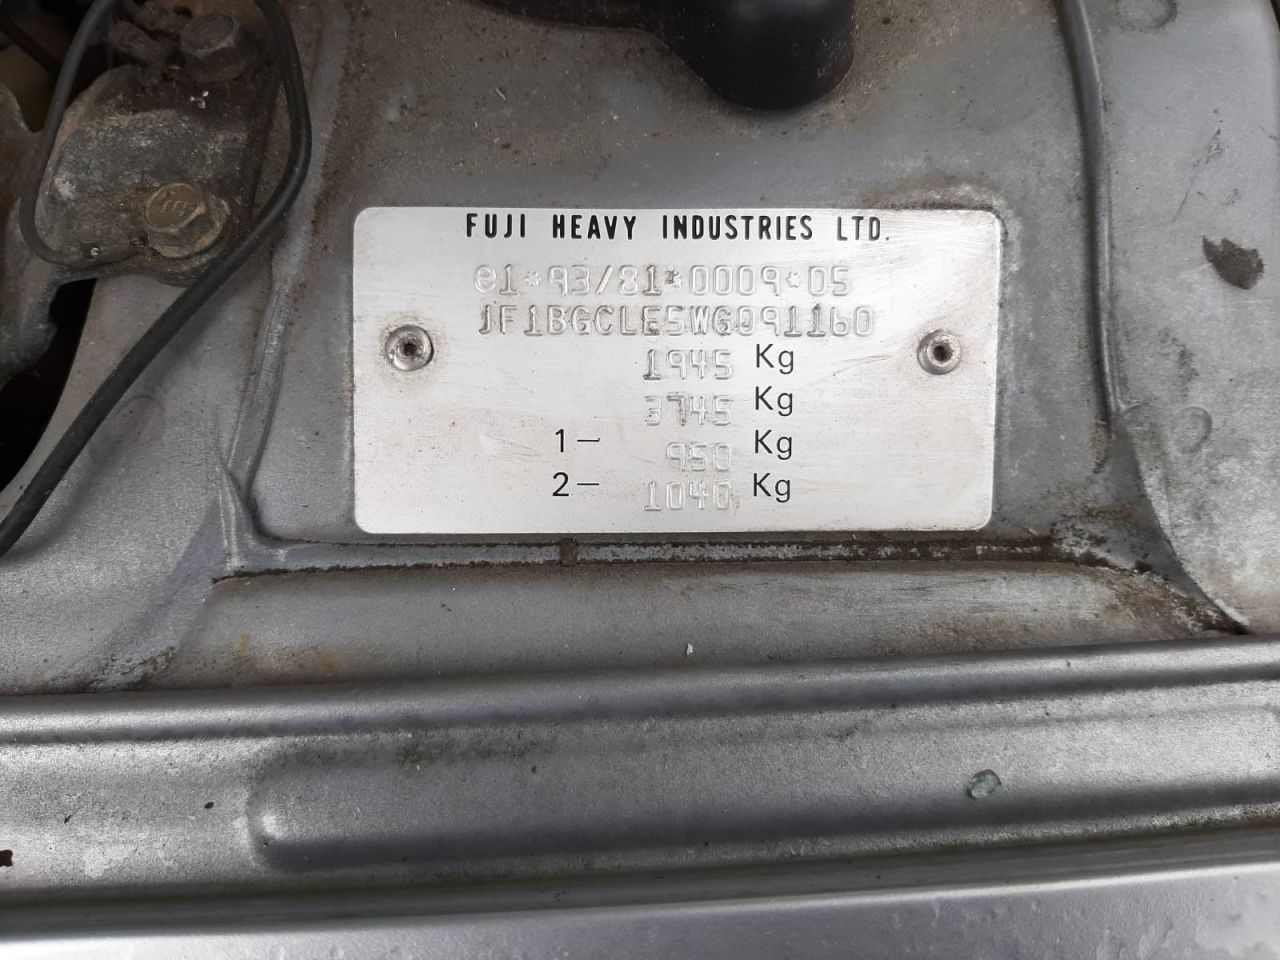 FUJI HEAVY INDUSTRIES LTD.
e1*93/81*0009*05
JF1BGCLE5WG091160
1945 Kg
3745 Kg
1- 950 Kg
2- 1040 Kg